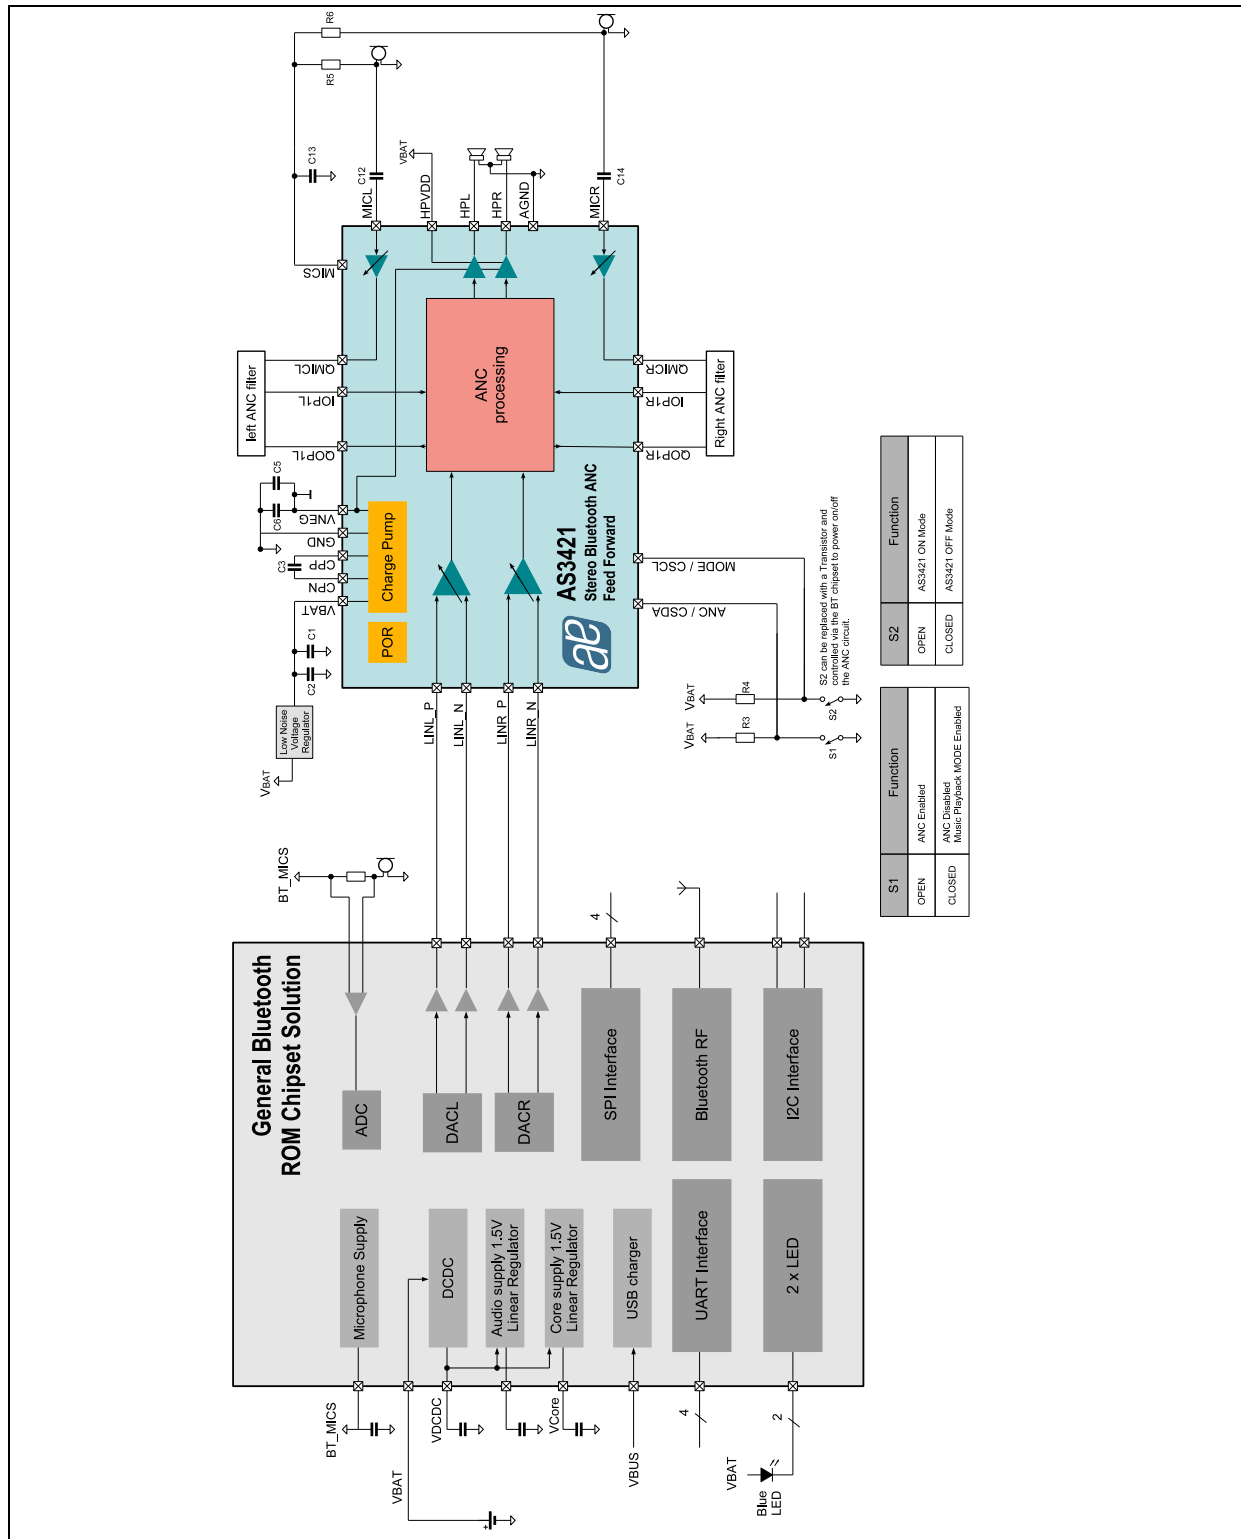 General Bluetooth
ROM Chipset Solution
Microphone Supply
DCDC
Audio supply 1.5V
Linear Regulator
Core supply 1.5V
Linear Regulator
USB charger
UART Interface
2 x LED
ADC
DACL
DACR
SPI Interface
Bluetooth RF
I2C Interface
BT_MICS
VBAT
+
VDCDC
VCore
VBUS
4
VBAT
Blue
LED
2
BT_MICS
4
LINL_P
LINL_N
LINR_P
LINR_N
VBAT
Low Noise
Voltage
Regulator
C2
C1
C3
C6
C5
VBAT
CPN
CPP
GND
VNEG
QOP1L
IOP1L
QMICL
MICS
left ANC filter
POR
Charge Pump
ANC
processing
AS3421
Stereo Bluetooth ANC
Feed Forward
ANC / CSDA
MODE / CSCL
QOP1R
IOP1R
QMICR
Right ANC filter
MICL
HPVDD
HPL
HPR
AGND
MICR
VBAT
C12
C13
C14
R5
R6
VBAT
VBAT
R3
R4
S1
S2
S2 can be replaced with a Transistor and
controlled via the BT chipset to power on/off
the ANC circuit.
S1 Function
OPEN ANC Enabled
CLOSED ANC Disabled
Music Playback MODE Enabled
S2 Function
OPEN AS3421 ON Mode
CLOSED AS3421 OFF Mode